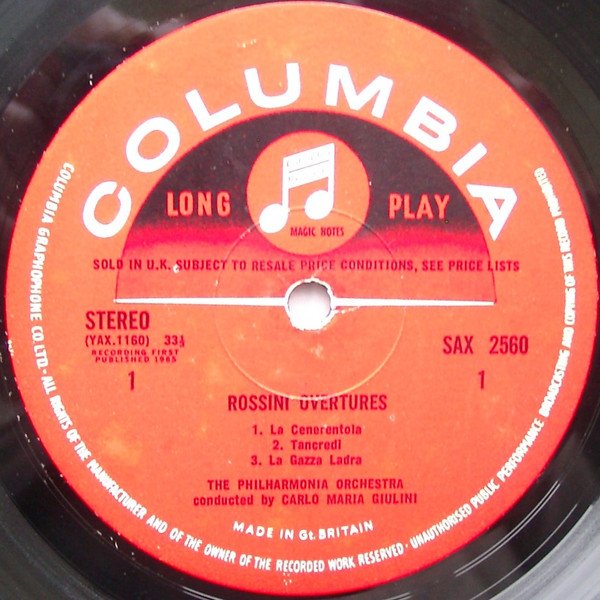 COLUMBIA
LONG PLAY
MAGIC NOTES
SOLD IN U.K. SUBJECT TO RESALE PRICE CONDITIONS, SEE PRICE LISTS
STEREO
(YAX.1160) 33⅓
SAX 2560
RECORDING FIRST
PUBLISHED 1965
1
1
ROSSINI OVERTURES
1. La Cenerentola
2. Tancredi
3. La Gazza Ladra
THE PHILHARMONIA ORCHESTRA
conducted by CARLO MARIA GIULINI
MADE IN Gt. BRITAIN
COLUMBIA GRAPHOPHONE CO. LTD · ALL RIGHTS OF THE MANUFACTURER AND OF THE OWNER OF THE RECORDED WORK RESERVED · UNAUTHORISED PUBLIC PERFORMANCE BROADCASTING AND COPYING OF THIS RECORD PROHIBITED